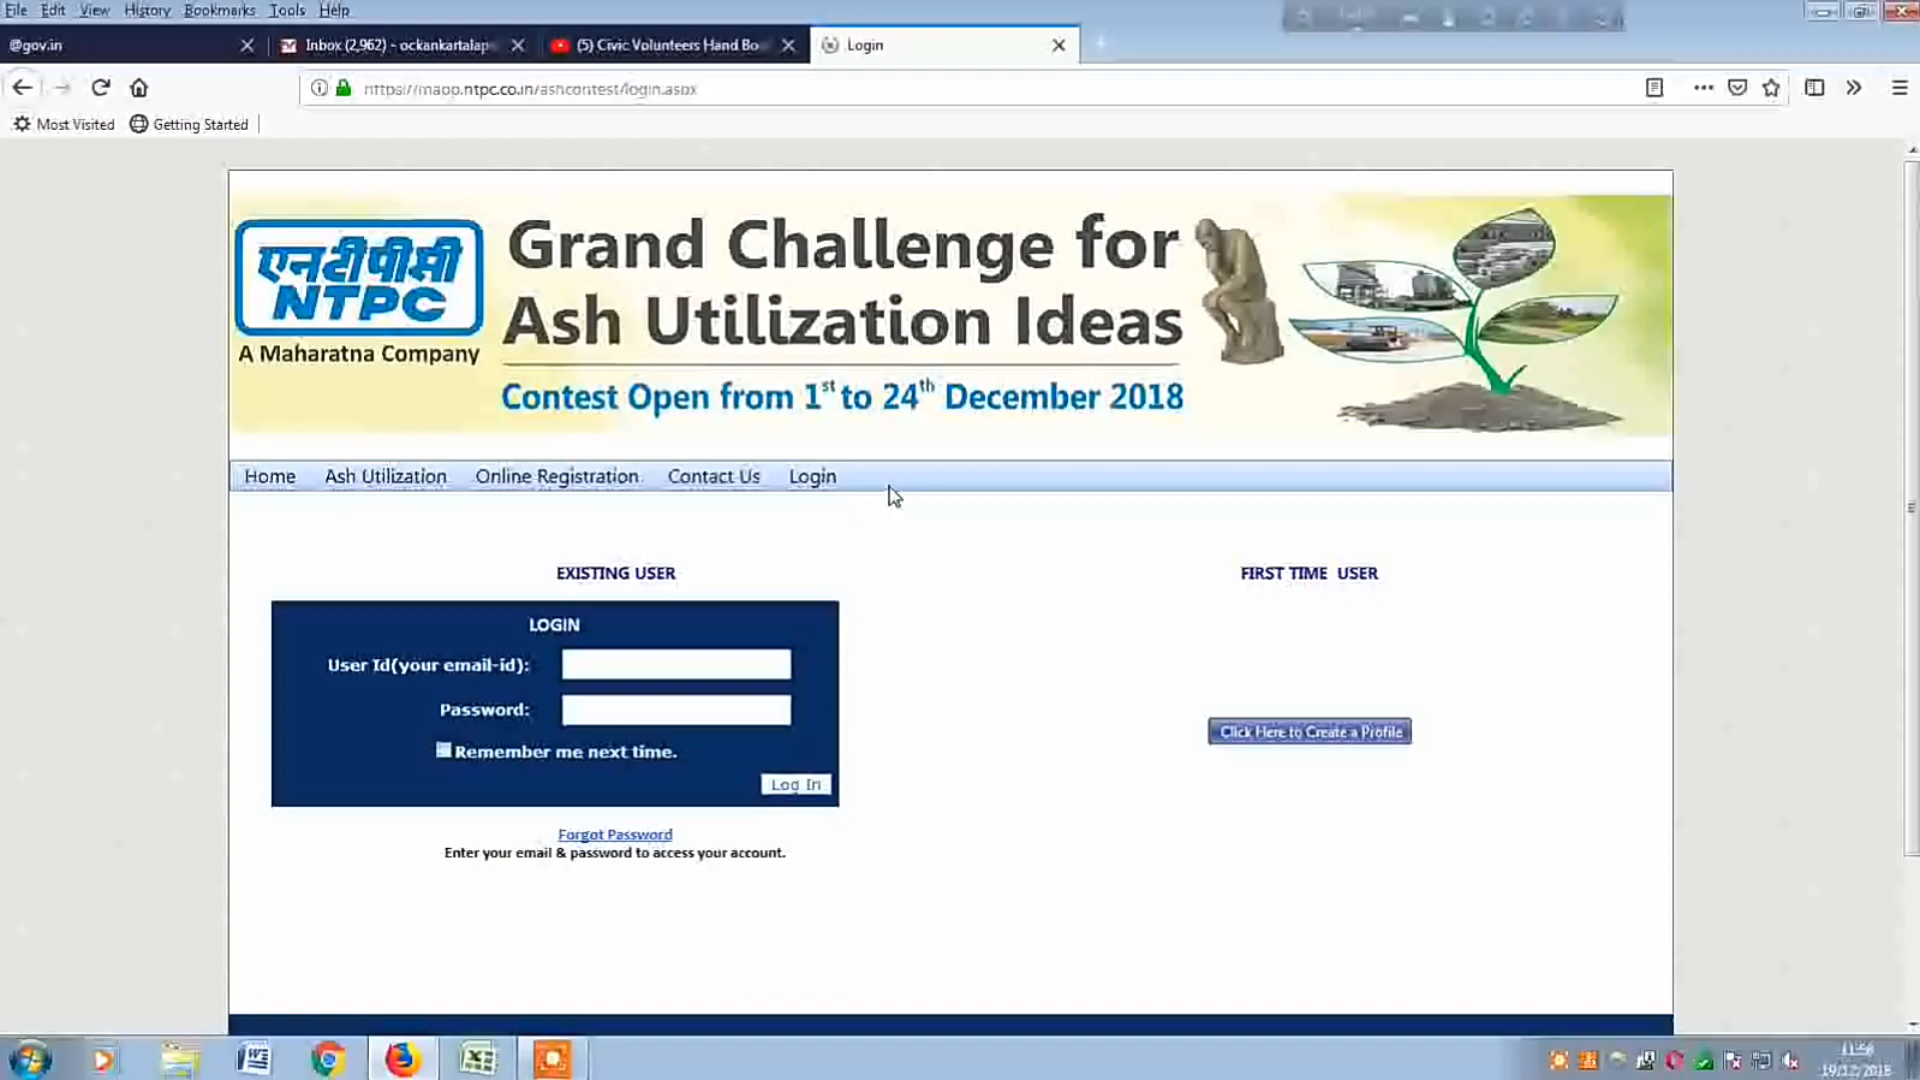 File Edit View History Bookmarks Tools Help
@gov.in
Inbox (2,962) - ockankartalap
(5) Civic Volunteers Hand Bo
Login
https://mapp.ntpc.co.in/ashcontest/login.aspx
Most Visited Getting Started
एनटीपीसी
NTPC
A Maharatna Company
Grand Challenge for
Ash Utilization Ideas
Contest Open from 1st to 24th December 2018
Home Ash Utilization Online Registration Contact Us Login
EXISTING USER
FIRST TIME USER
LOGIN
User Id(your email-id):
Password:
Remember me next time.
Log In
Click Here to Create a Profile
Forgot Password
Enter your email & password to access your account.